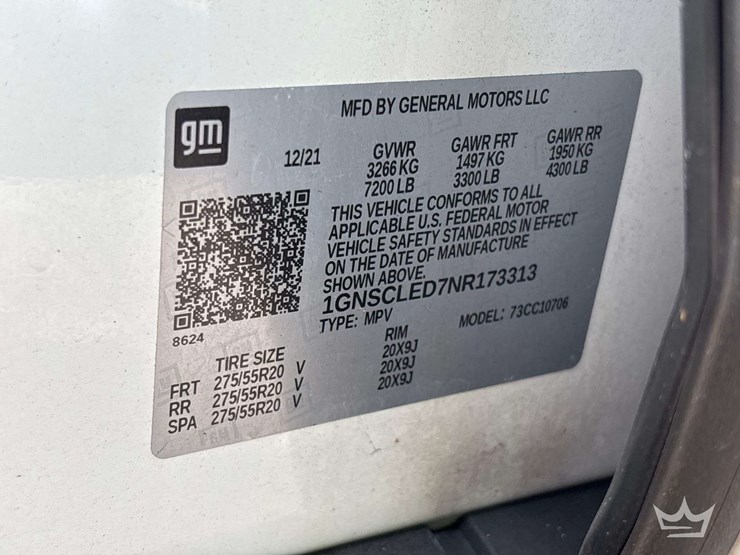 gm
MFD BY GENERAL MOTORS LLC
12/21 GVWR GAWR FRT GAWR RR
3266 KG 1497 KG 1950 KG
7200 LB 3300 LB 4300 LB
THIS VEHICLE CONFORMS TO ALL
APPLICABLE U.S. FEDERAL MOTOR
VEHICLE SAFETY STANDARDS IN EFFECT
ON THE DATE OF MANUFACTURE
SHOWN ABOVE.
1GNSCLED7NR173313
TYPE: MPV MODEL: 73CC10706
8624
TIRE SIZE RIM
FRT 275/55R20 V 20X9J
RR 275/55R20 V 20X9J
SPA 275/55R20 V 20X9J